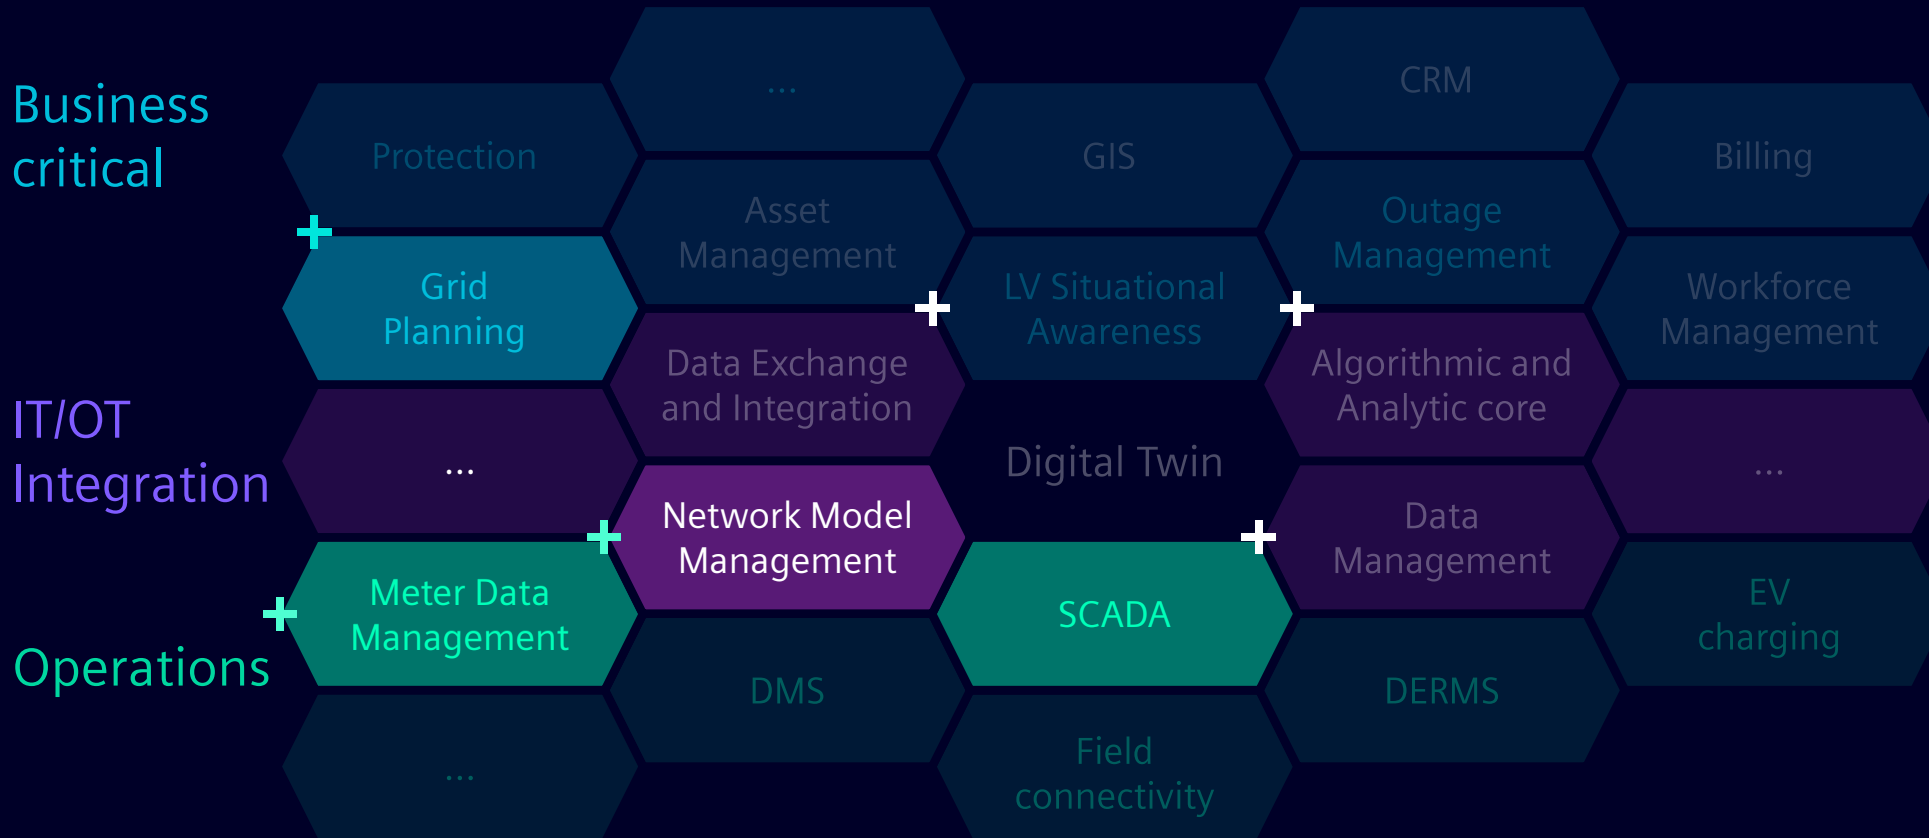 Business
critical
IT/OT
Integration
Operations
Protection
Grid
Planning
...
Meter Data
Management
...
...
Asset
Management
Data Exchange
and Integration
Network Model
Management
DMS
GIS
LV Situational
Awareness
Digital Twin
SCADA
Field
connectivity
CRM
Outage
Management
Algorithmic and
Analytic core
Data
Management
DERMS
Billing
Workforce
Management
...
EV
charging